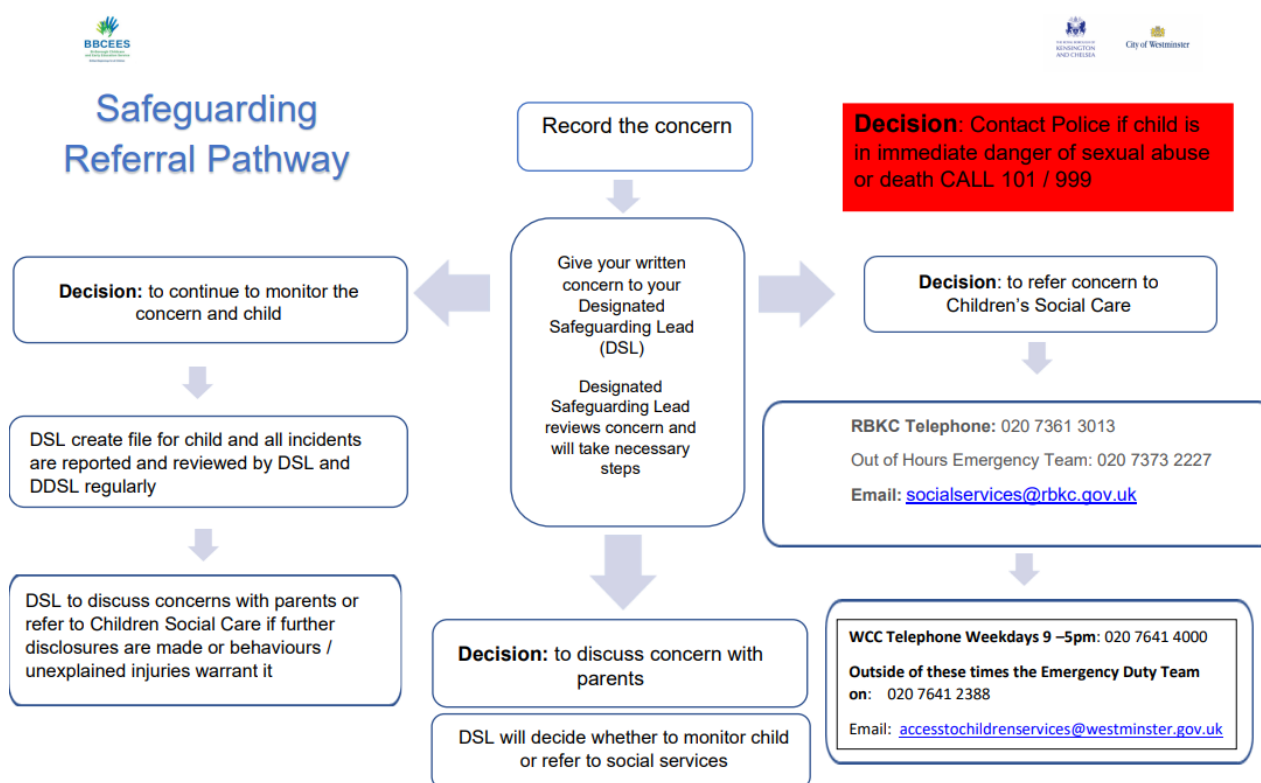 BBCEES
Safeguarding
Referral Pathway
THE ROYAL BOROUGH OF
KENSINGTON
AND CHELSEA
City of Westminster
Record the concern
Decision: Contact Police if child is
in immediate danger of sexual abuse
or death CALL 101 / 999
Give your written
concern to your
Designated
Safeguarding Lead
(DSL)
Designated
Safeguarding Lead
reviews concern and
will take necessary
steps
Decision: to continue to monitor the
concern and child
DSL create file for child and all incidents
are reported and reviewed by DSL and
DDSL regularly
DSL to discuss concerns with parents or
refer to Children Social Care if further
disclosures are made or behaviours /
unexplained injuries warrant it
Decision: to discuss concern with
parents
DSL will decide whether to monitor child
or refer to social services
Decision: to refer concern to
Children’s Social Care
RBKC Telephone: 020 7361 3013
Out of Hours Emergency Team: 020 7373 2227
Email: socialservices@rbkc.gov.uk
WCC Telephone Weekdays 9 –5pm: 020 7641 4000
Outside of these times the Emergency Duty Team
on: 020 7641 2388
Email: accesstochildrenservices@westminster.gov.uk